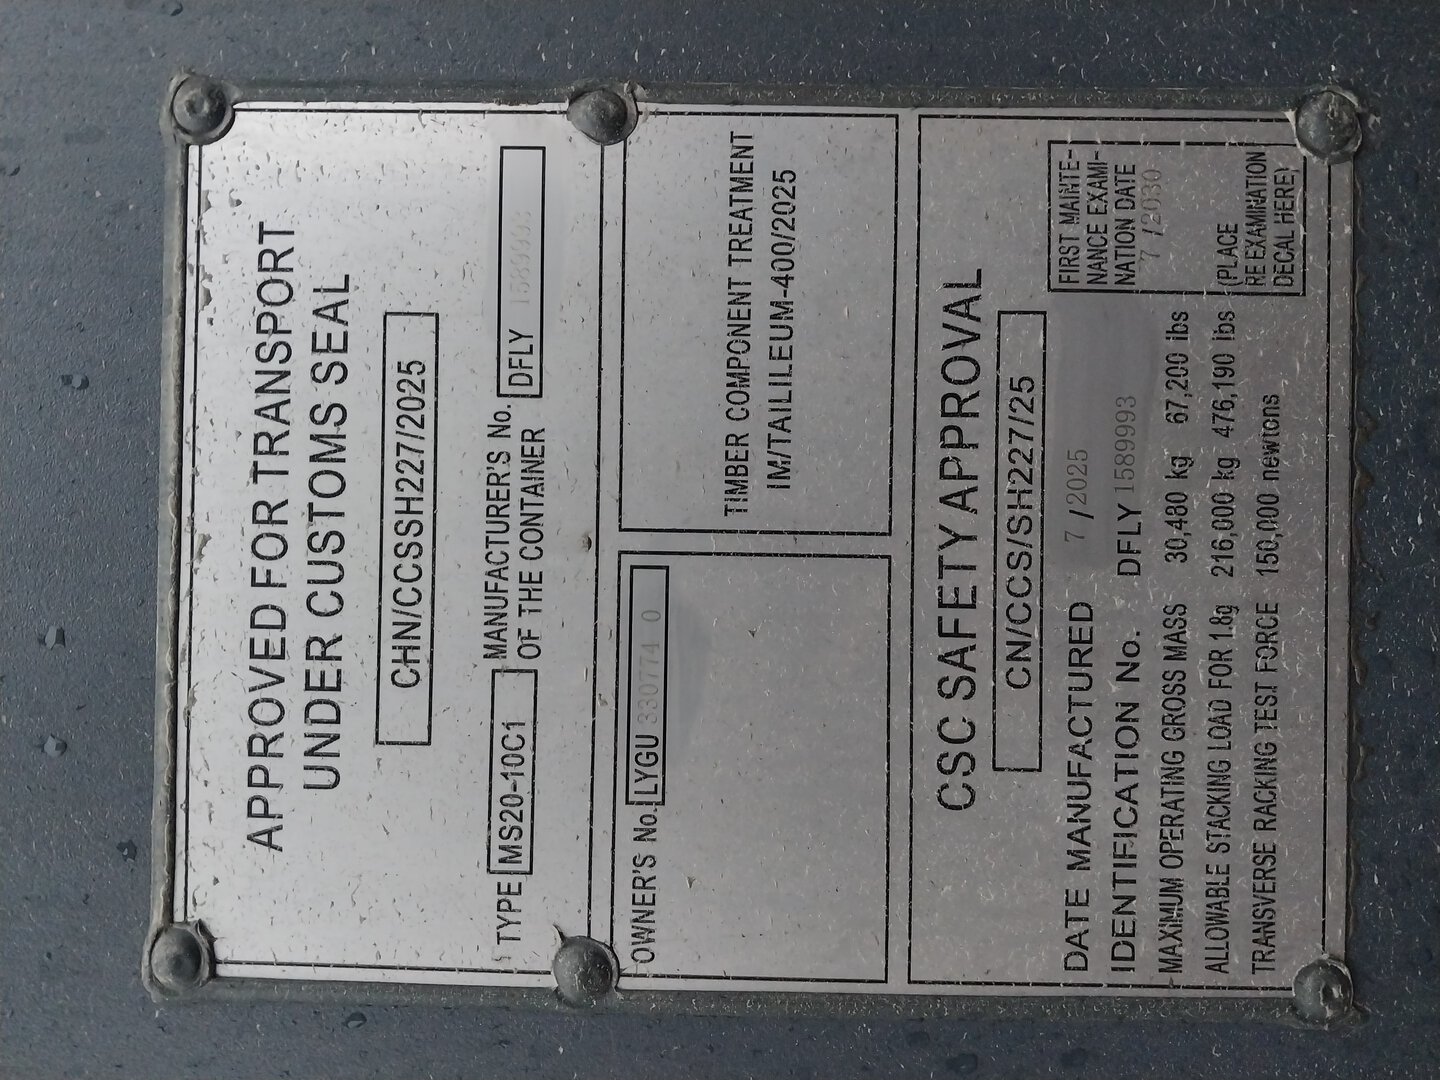 APPROVED FOR TRANSPORT
UNDER CUSTOMS SEAL
CHN/CCSSH227/2025
TYPE MS20-10C1
MANUFACTURER'S No.
OF THE CONTAINER
DFLY 1589993
OWNER'S No. LYGU 330774 0
TIMBER COMPONENT TREATMENT
IM/TAILILEUM-400/2025
CSC SAFETY APPROVAL
CN/CCS/SH227/25
DATE MANUFACTURED 7 / 2025
IDENTIFICATION No. DFLY 1589993
MAXIMUM OPERATING GROSS MASS 30,480 kg 67,200 lbs
ALLOWABLE STACKING LOAD FOR 1.8g 216,000 kg 476,190 lbs
TRANSVERSE RACKING TEST FORCE 150,000 newtons
FIRST MAINTE-
NANCE EXAMI-
NATION DATE
7 / 2030
(PLACE
RE EXAMINATION
DECAL HERE)